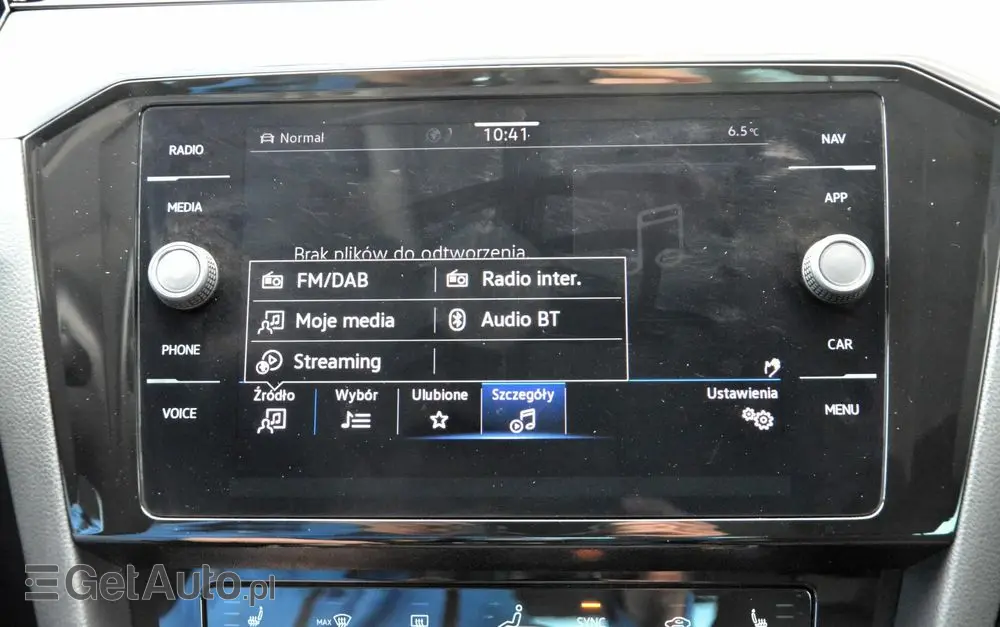 Normal 10:41 6.5°C
RADIO
NAV
MEDIA
APP
Brak plików do odtworzenia.
FM/DAB Radio inter.
Moje media Audio BT
Streaming
PHONE
CAR
Źródło Wybór Ulubione Szczegóły Ustawienia
VOICE
MENU
GetAuto.pl
MAX SYNC